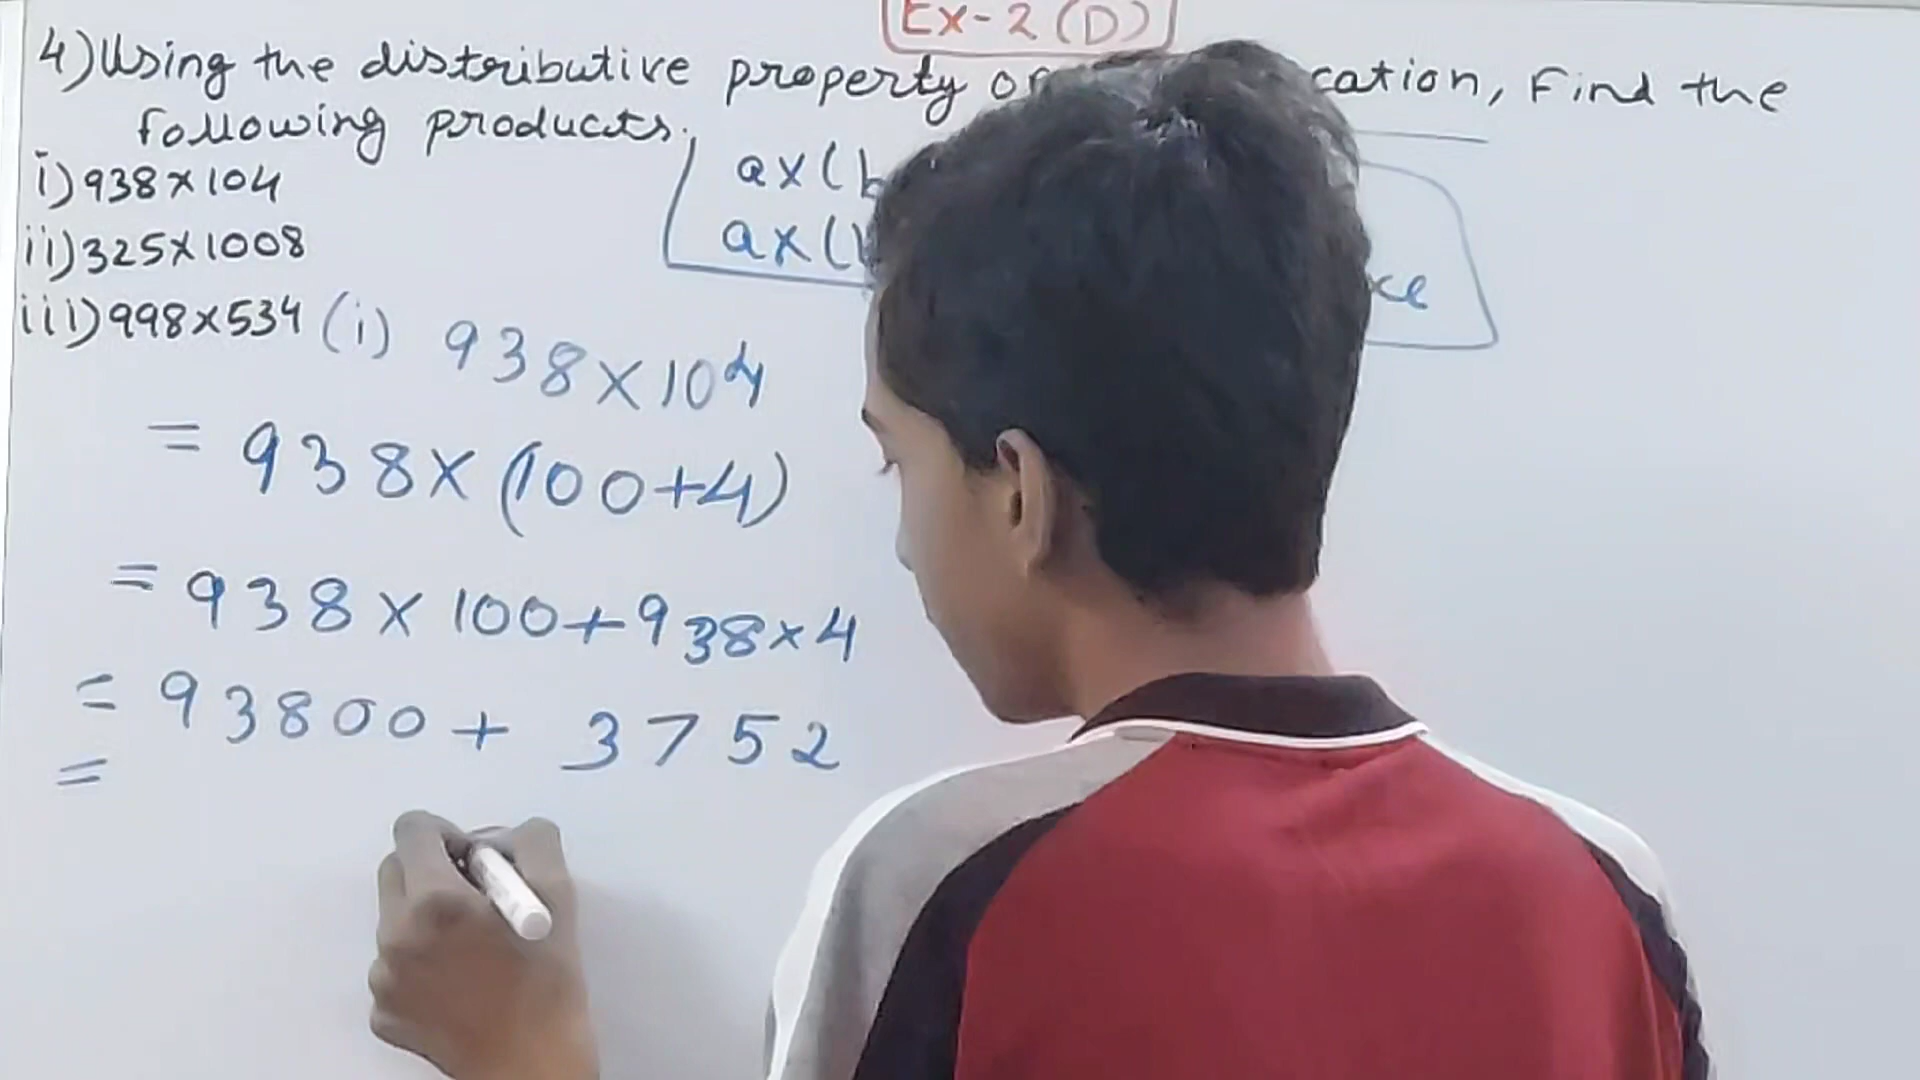 Ex-2 (D)
4) Using the distributive property cation, Find the
following products.
i) 938×104
ii) 325×1008
iii) 998×534
a×(
a×(
(i) 938×104
= 938×(100+4)
= 938×100+938×4
= 93800+ 3752
=